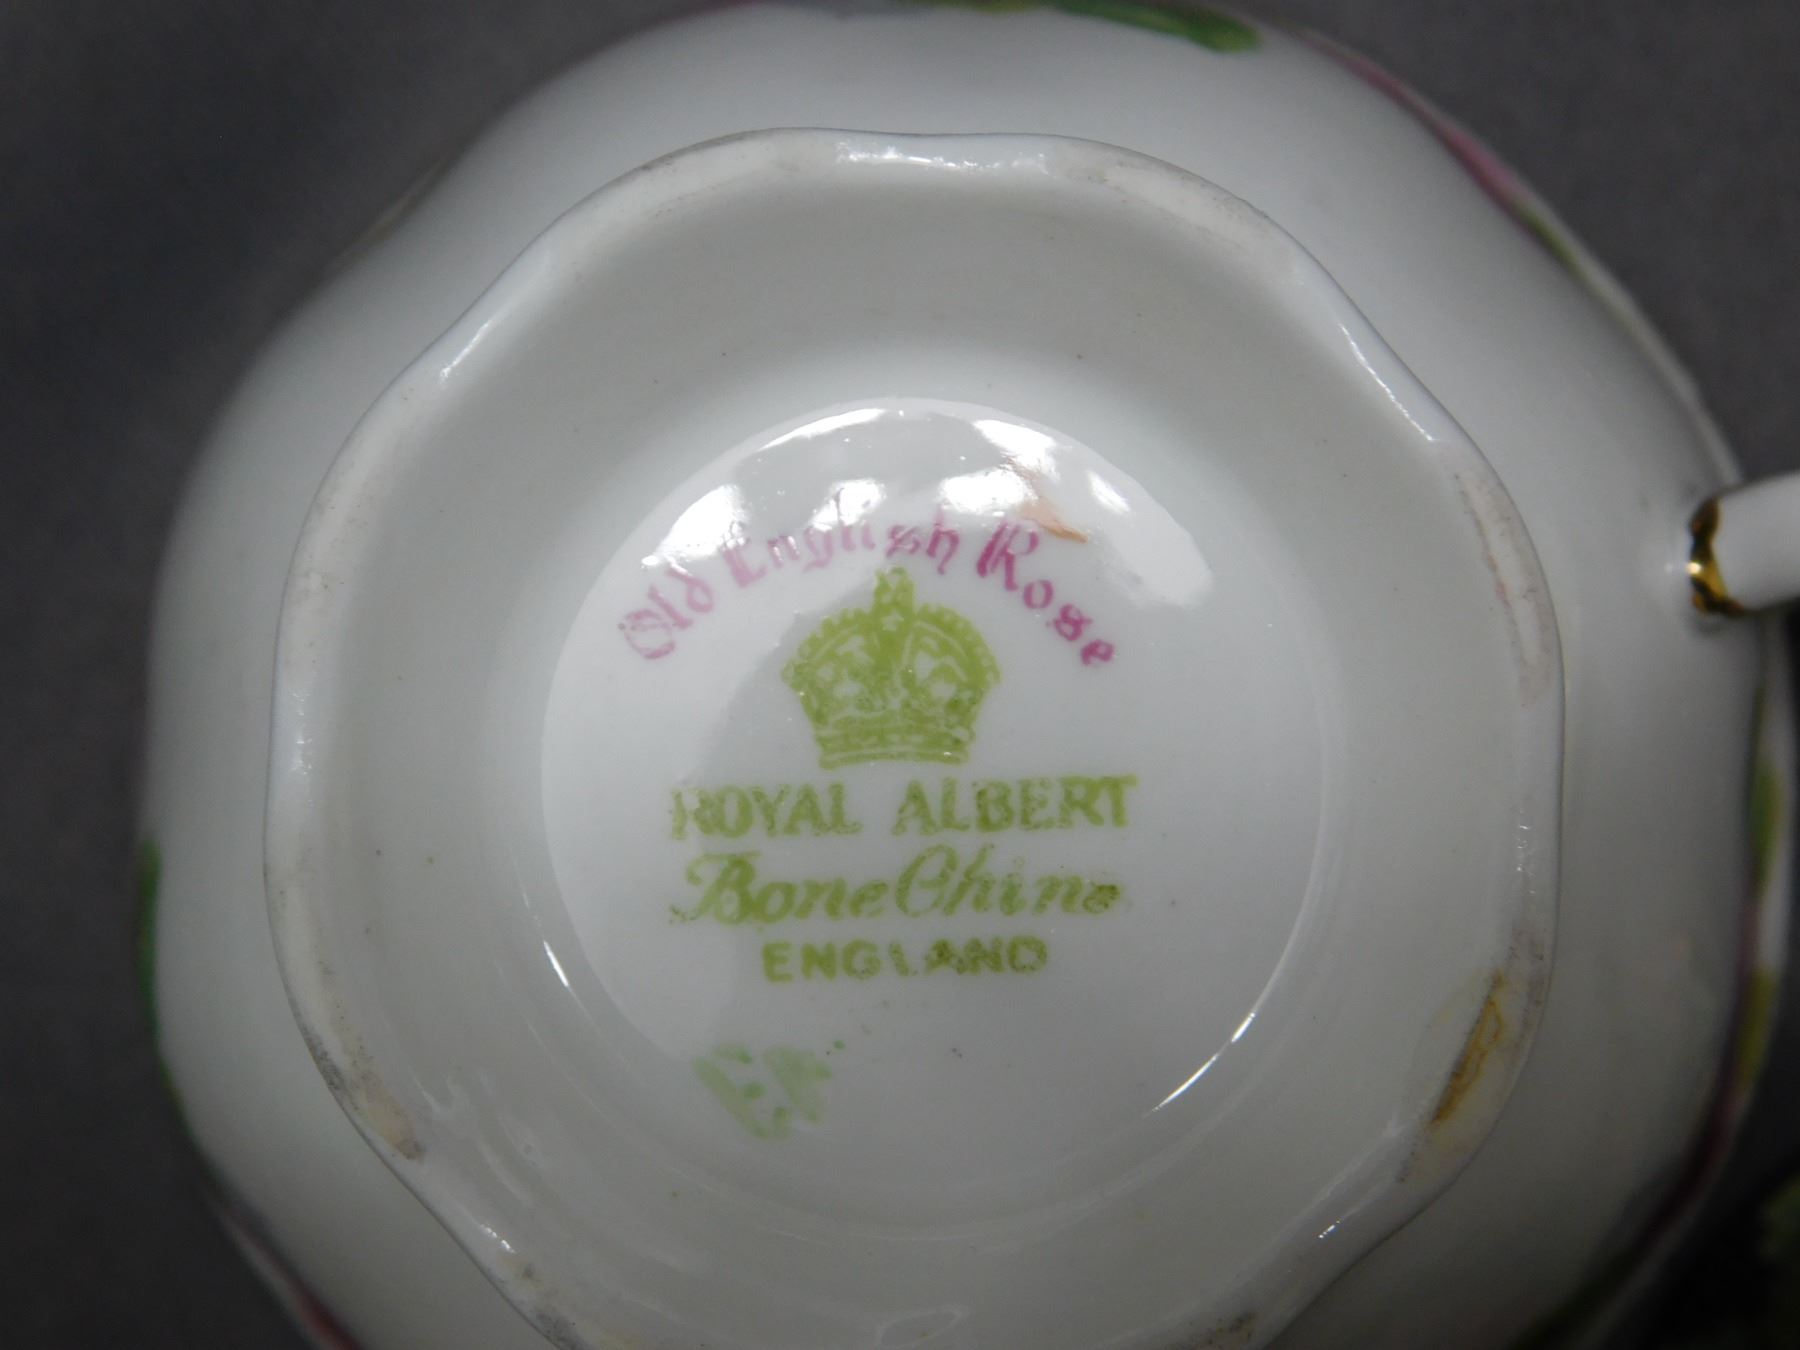 Old English Rose
ROYAL ALBERT
Bone China
ENGLAND